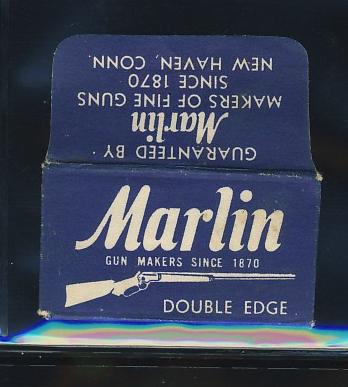 GUARANTEED BY
Marlin
MAKERS OF FINE GUNS
SINCE 1870
NEW HAVEN, CONN.
Marlin
GUN MAKERS SINCE 1870
DOUBLE EDGE